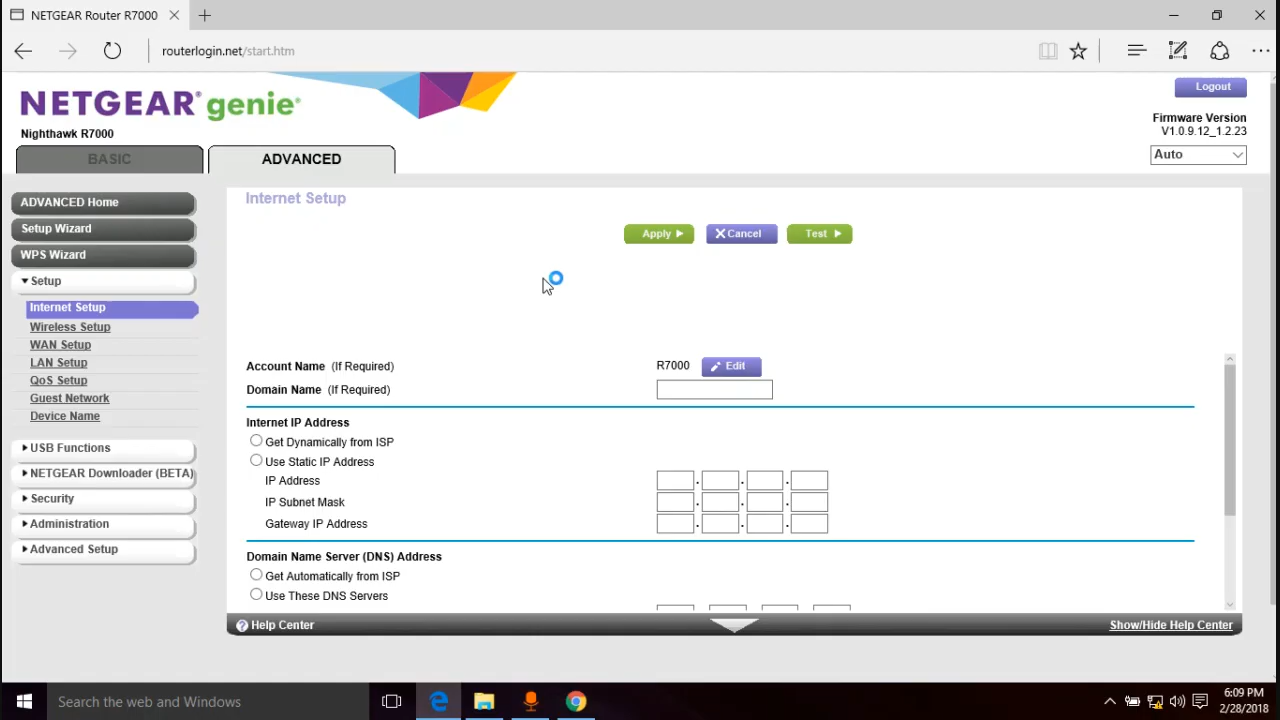 NETGEAR Router R7000
routerlogin.net/start.htm
NETGEAR® genie®
Logout
Nighthawk R7000
Firmware Version
V1.0.9.12_1.2.23
BASIC
ADVANCED
Auto
ADVANCED Home
Setup Wizard
WPS Wizard
Setup
Internet Setup
Wireless Setup
WAN Setup
LAN Setup
QoS Setup
Guest Network
Device Name
USB Functions
NETGEAR Downloader (BETA)
Security
Administration
Advanced Setup
Internet Setup
Apply
Cancel
Test
Account Name (If Required)
R7000
Edit
Domain Name (If Required)
Internet IP Address
Get Dynamically from ISP
Use Static IP Address
IP Address
. . .
IP Subnet Mask
. . .
Gateway IP Address
. . .
Domain Name Server (DNS) Address
Get Automatically from ISP
Use These DNS Servers
? Help Center
Show/Hide Help Center
Search the web and Windows
6:09 PM
2/28/2018